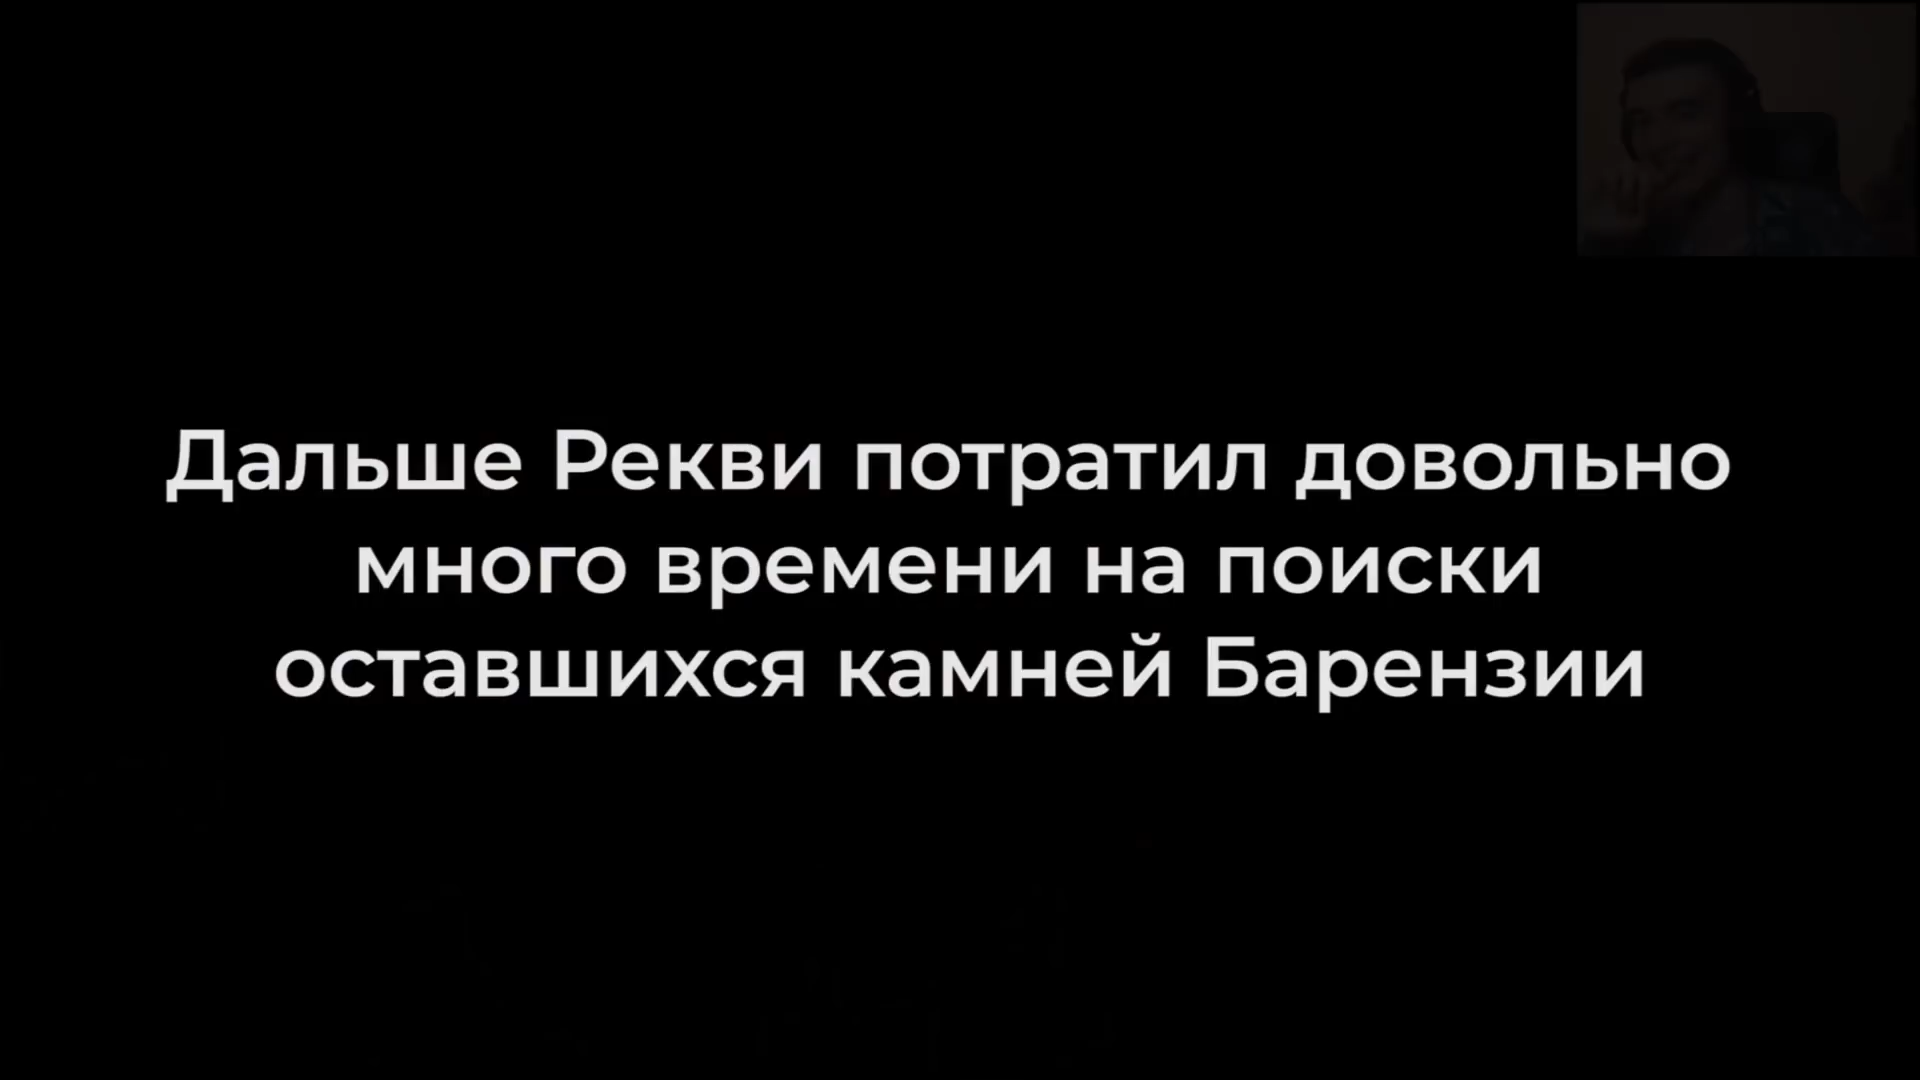 Дальше Рекви потратил довольно
много времени на поиски
оставшихся камней Барензии